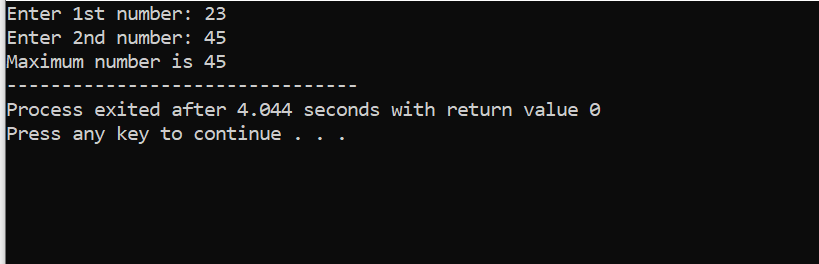 Enter 1st number: 23
Enter 2nd number: 45
Maximum number is 45
--------------------------------
Process exited after 4.044 seconds with return value 0
Press any key to continue . . .